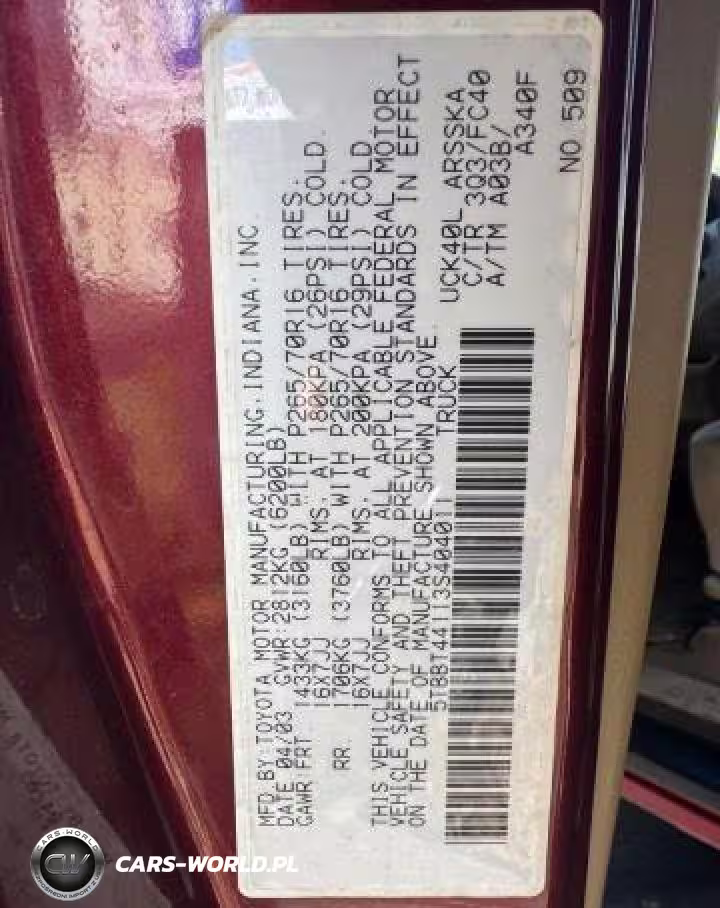 MFD.BY TOYOTA MOTOR MANUFACTURING.INDIANA.INC.
DATE:04/03 GVWR:2812KG (6200LB)
GAWR:FRT 1433KG (3160LB) WITH P265/70R16 TIRES.
16X7JJ RIMS. AT 180KPA (26PSI) COLD.
RR. 1706KG (3760LB) WITH P265/70R16 TIRES.
16X7JJ RIMS. AT 200KPA (29PSI) COLD.
THIS VEHICLE CONFORMS TO ALL APPLICABLE FEDERAL MOTOR
VEHICLE SAFETY AND THEFT PREVENTION STANDARDS IN EFFECT
ON THE DATE OF MANUFACTURE SHOWN ABOVE.
5TBBT44113S404011 TRUCK
UCK40L ARSSKA
C/TR 3Q3/FC40
A/TM A03B/
A340F
NO 509
CARS-WORLD
CW
CARS-WORLD.PL